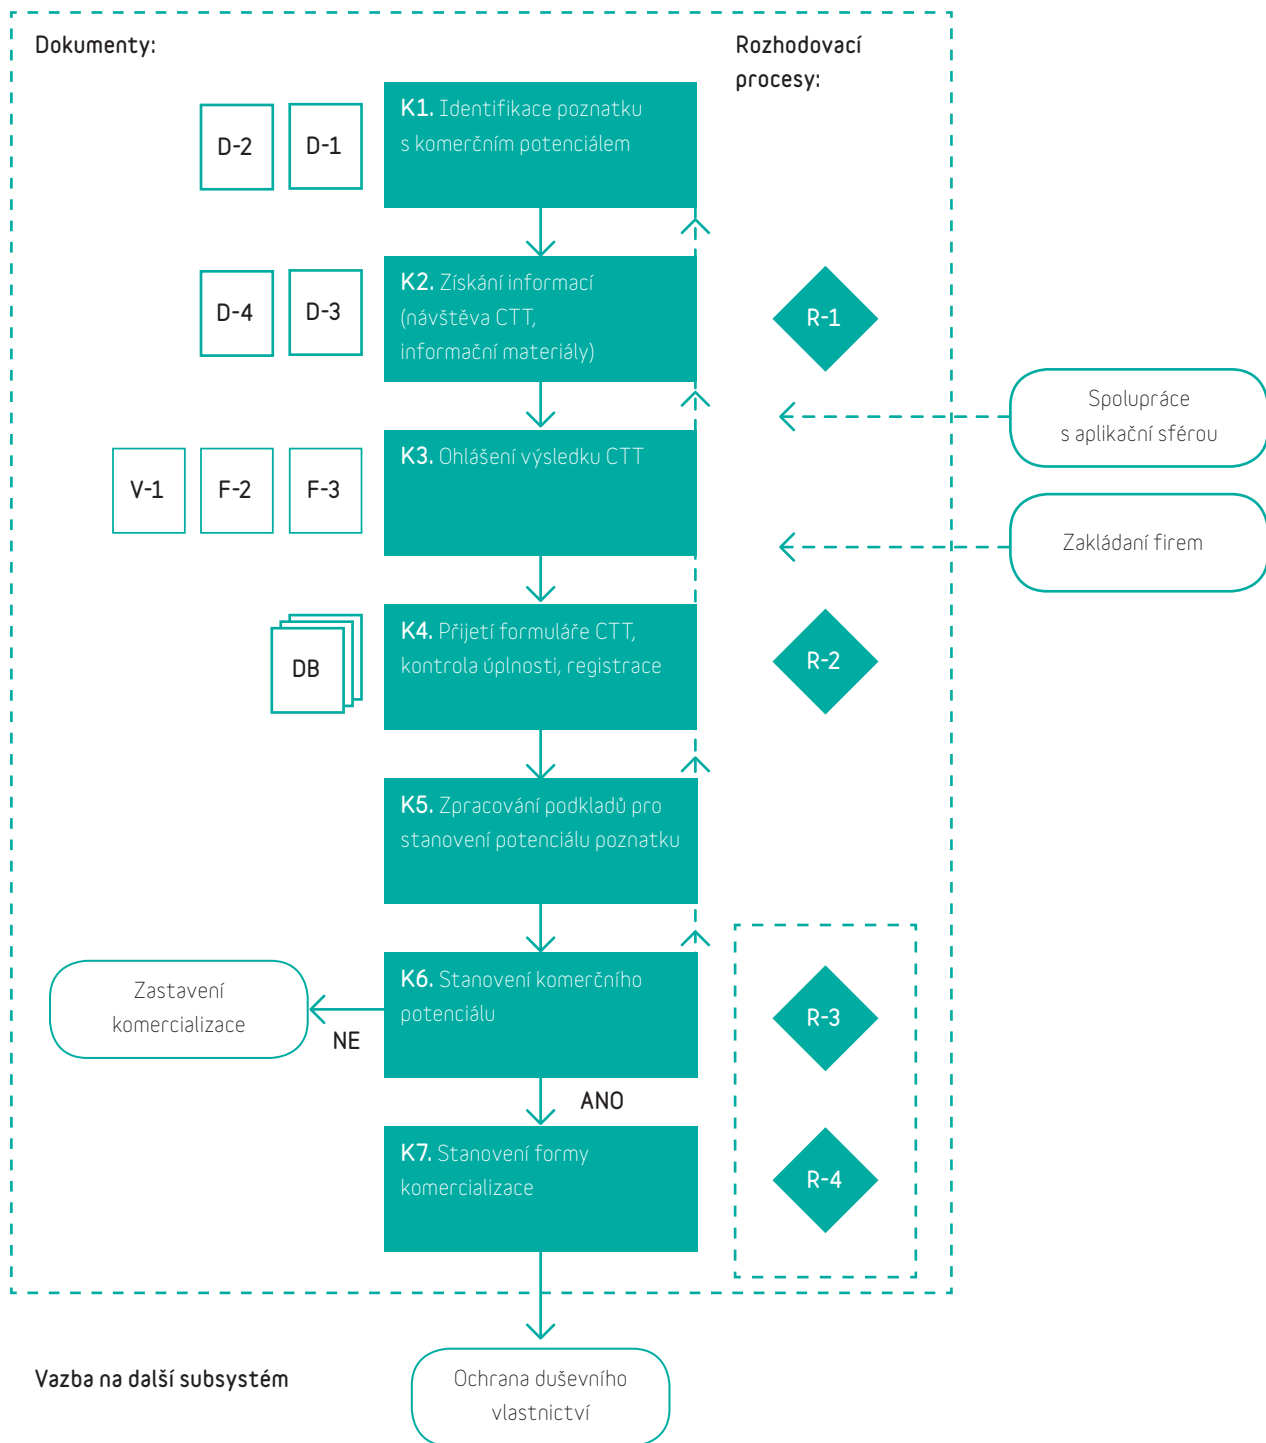 Dokumenty:
Rozhodovací
procesy:
D-2
D-1
K1. Identifikace poznatku
s komerčním potenciálem
D-4
D-3
K2. Získání informací
(návštěva CTT,
informační materiály)
R-1
Spolupráce
s aplikační sférou
V-1
F-2
F-3
K3. Ohlášení výsledku CTT
Zakládaní firem
DB
K4. Přijetí formuláře CTT,
kontrola úplnosti, registrace
R-2
K5. Zpracování podkladů pro
stanovení potenciálu poznatku
Zastavení
komercializace
NE
K6. Stanovení komerčního
potenciálu
R-3
ANO
K7. Stanovení formy
komercializace
R-4
Vazba na další subsystém
Ochrana duševního
vlastnictví